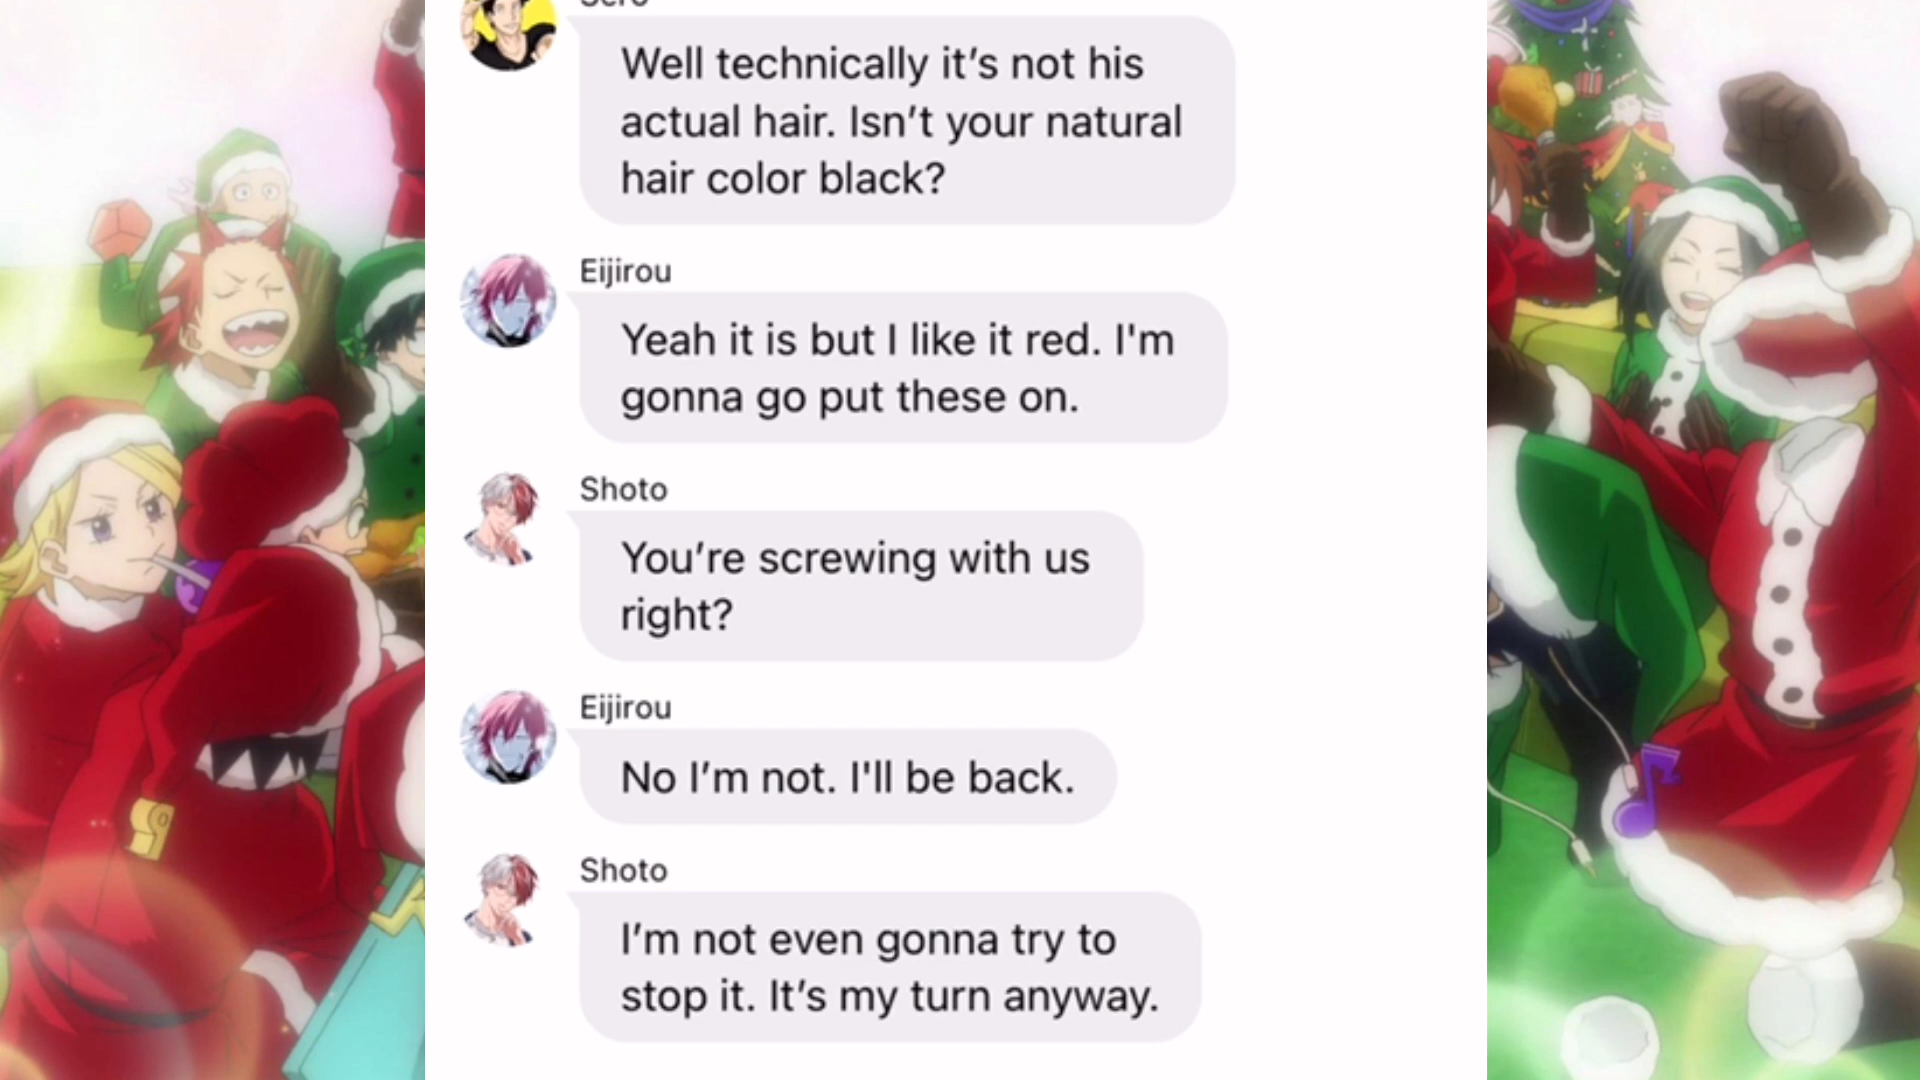 Sero
Well technically it's not his
actual hair. Isn't your natural
hair color black?
Eijirou
Yeah it is but I like it red. I'm
gonna go put these on.
Shoto
You're screwing with us
right?
Eijirou
No I'm not. I'll be back.
Shoto
I'm not even gonna try to
stop it. It's my turn anyway.